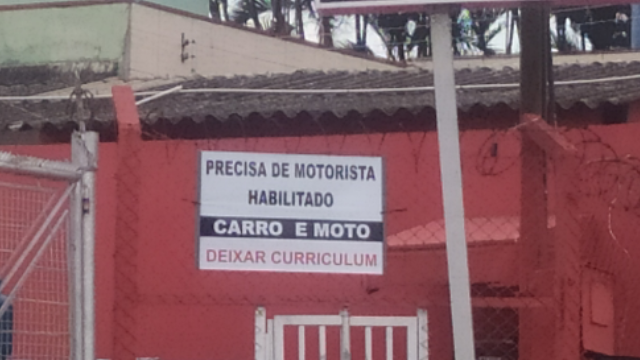 PRECISA DE MOTORISTA
HABILITADO
CARRO E MOTO
DEIXAR CURRICULUM